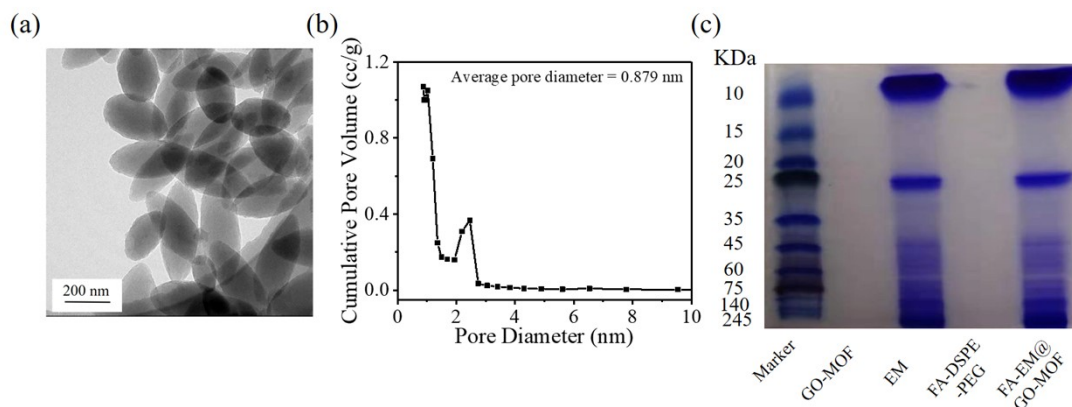 (a)
200 nm
(b)
Average pore diameter = 0.879 nm
Cumulative Pore Volume (cc/g)
1.2
0.8
0.4
0.0
0 2 4 6 8 10
Pore Diameter (nm)
(c)
KDa
10
15
20
25
35
45
60
75
140
245
Marker
GO-MOF
EM
FA-DSPE
-PEG
FA-EM@
GO-MOF